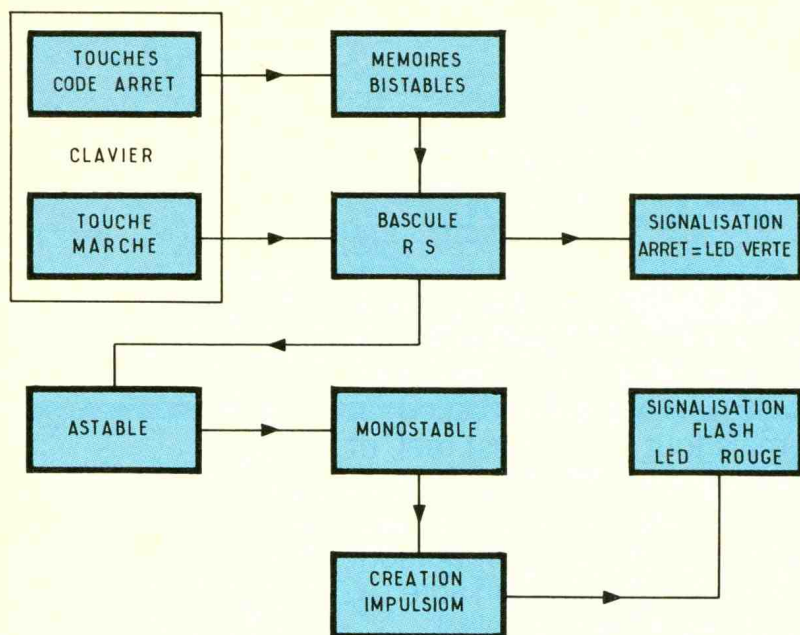 TOUCHES
CODE ARRET
MEMOIRES
BISTABLES
CLAVIER
TOUCHE
MARCHE
BASCULE
R S
SIGNALISATION
ARRET = LED VERTE
ASTABLE
MONOSTABLE
SIGNALISATION
FLASH
LED ROUGE
CREATION
IMPULSIOM